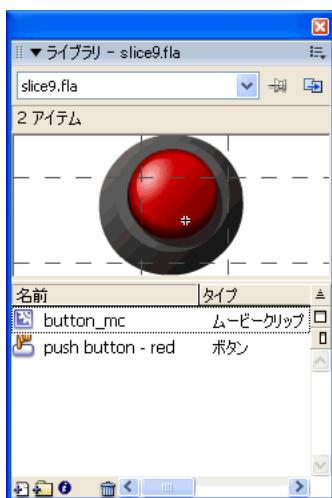 ライブラリ - slice9.fla
slice9.fla
2 アイテム
名前 タイプ
button_mc ムービークリップ
push button - red ボタン